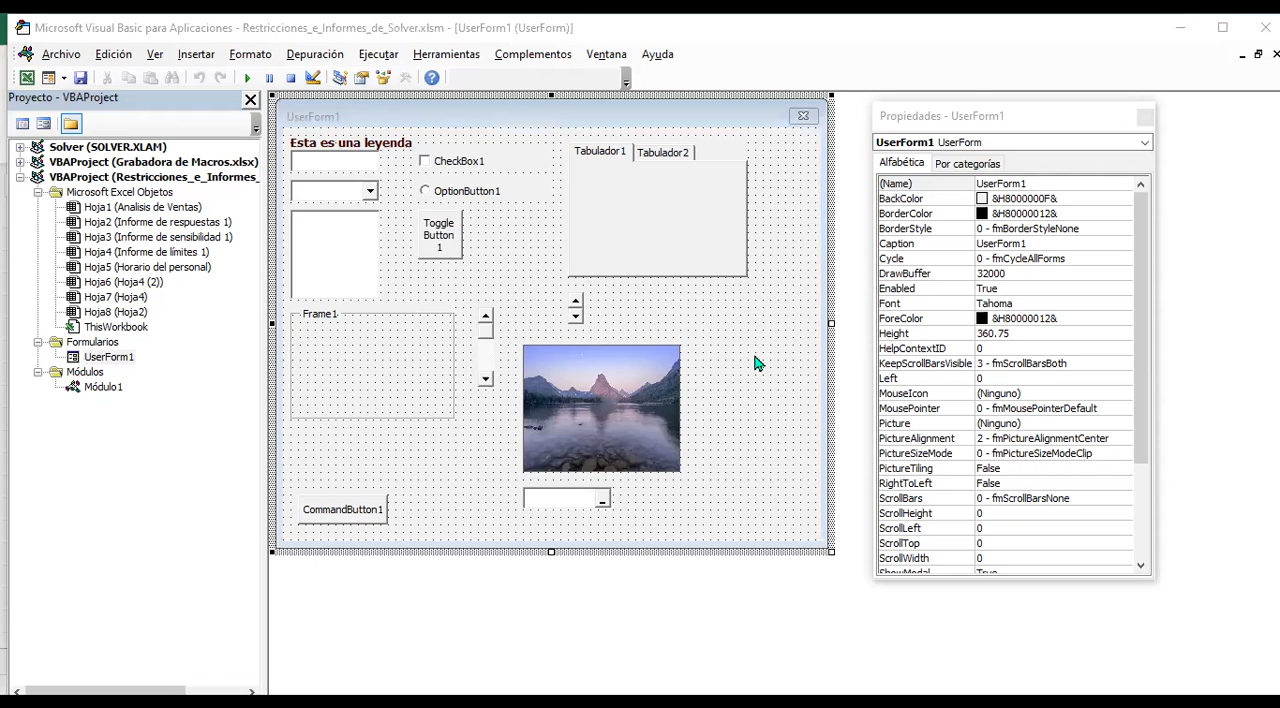 Microsoft Visual Basic para Aplicaciones - Restricciones_e_Informes_de_Solver.xlsm - [UserForm1 (UserForm)]
Archivo Edición Ver Insertar Formato Depuración Ejecutar Herramientas Complementos Ventana Ayuda
Proyecto - VBAProject
Solver (SOLVER.XLAM)
VBAProject (Grabadora de Macros.xlsx)
VBAProject (Restricciones_e_Informes_
Microsoft Excel Objetos
Hoja1 (Analisis de Ventas)
Hoja2 (Informe de respuestas 1)
Hoja3 (Informe de sensibilidad 1)
Hoja4 (Informe de límites 1)
Hoja5 (Horario del personal)
Hoja6 (Hoja4 (2))
Hoja7 (Hoja4)
Hoja8 (Hoja2)
ThisWorkbook
Formularios
UserForm1
Módulos
Módulo1
UserForm1
Esta es una leyenda
CheckBox1
OptionButton1
Toggle
Button
1
Tabulador1 Tabulador2
Frame1
CommandButton1
Propiedades - UserForm1
UserForm1 UserForm
Alfabética Por categorías
(Name) UserForm1
BackColor &H8000000F&
BorderColor &H80000012&
BorderStyle 0 - fmBorderStyleNone
Caption UserForm1
Cycle 0 - fmCycleAllForms
DrawBuffer 32000
Enabled True
Font Tahoma
ForeColor &H80000012&
Height 360.75
HelpContextID 0
KeepScrollBarsVisible 3 - fmScrollBarsBoth
Left 0
MouseIcon (Ninguno)
MousePointer 0 - fmMousePointerDefault
Picture (Ninguno)
PictureAlignment 2 - fmPictureAlignmentCenter
PictureSizeMode 0 - fmPictureSizeModeClip
PictureTiling False
RightToLeft False
ScrollBars 0 - fmScrollBarsNone
ScrollHeight 0
ScrollLeft 0
ScrollTop 0
ScrollWidth 0
ShowModal True